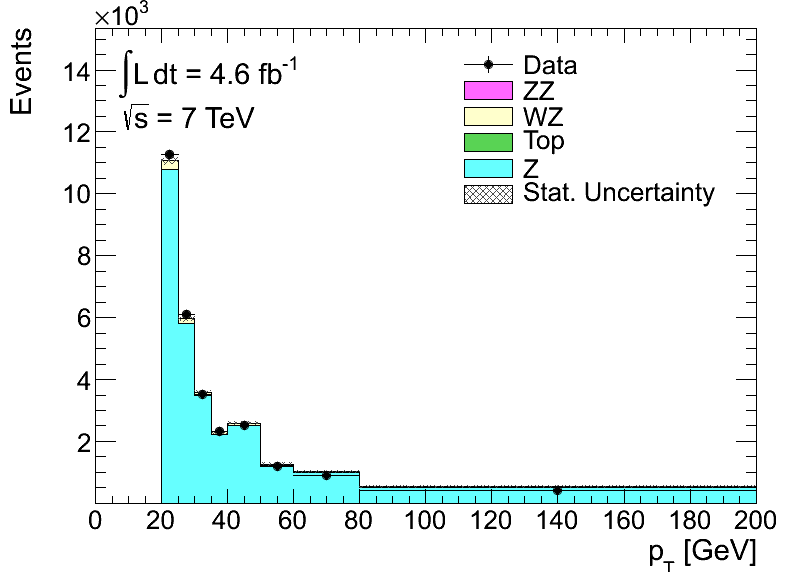 ×10³
Events
14
12
10
8
6
4
2
∫L dt = 4.6 fb⁻¹
√s = 7 TeV
Data
ZZ
WZ
Top
Z
Stat. Uncertainty
0 20 40 60 80 100 120 140 160 180 200
p_T [GeV]